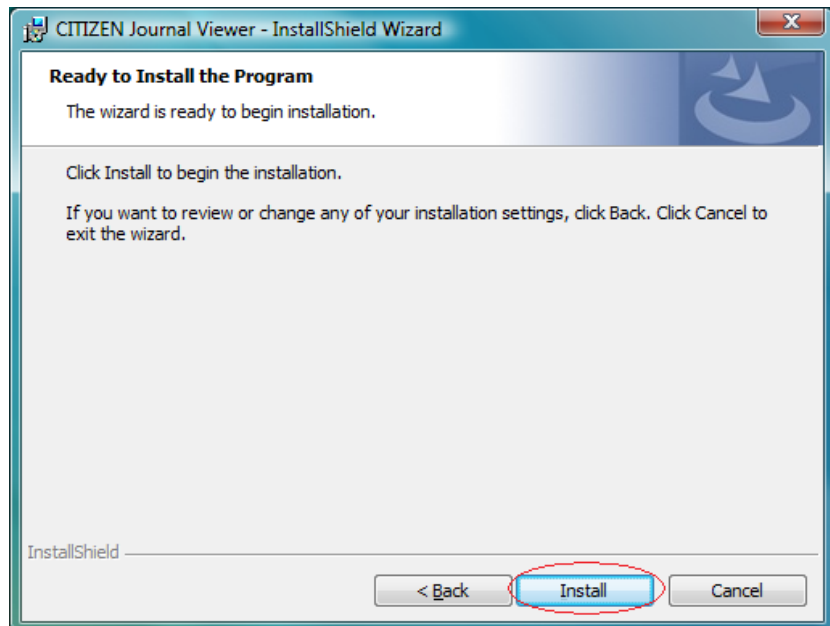 CITIZEN Journal Viewer - InstallShield Wizard
Ready to Install the Program
The wizard is ready to begin installation.
Click Install to begin the installation.
If you want to review or change any of your installation settings, click Back. Click Cancel to
exit the wizard.
InstallShield
< Back Install Cancel